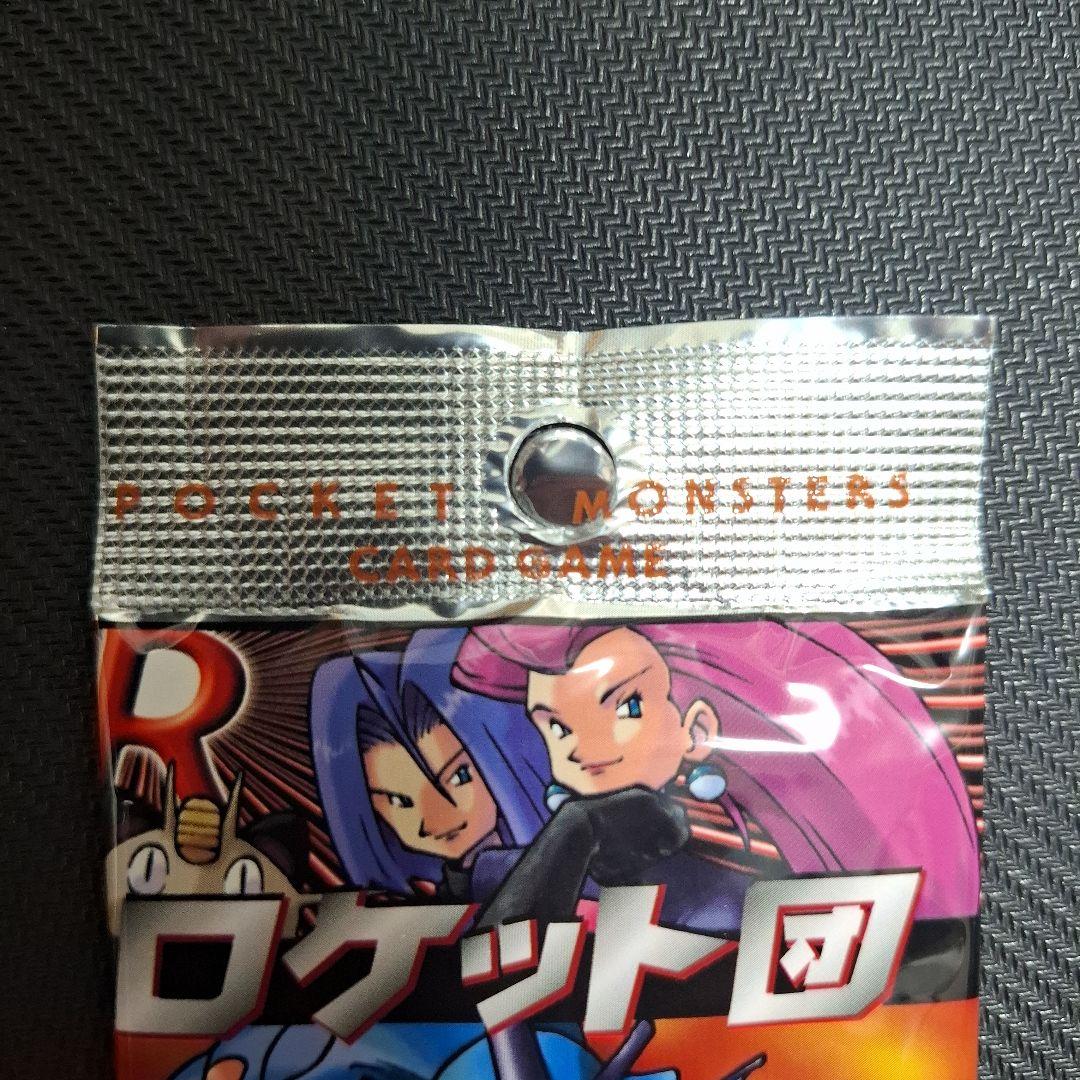 POCKET MONSTERS
CARD GAME
R
ロケット団